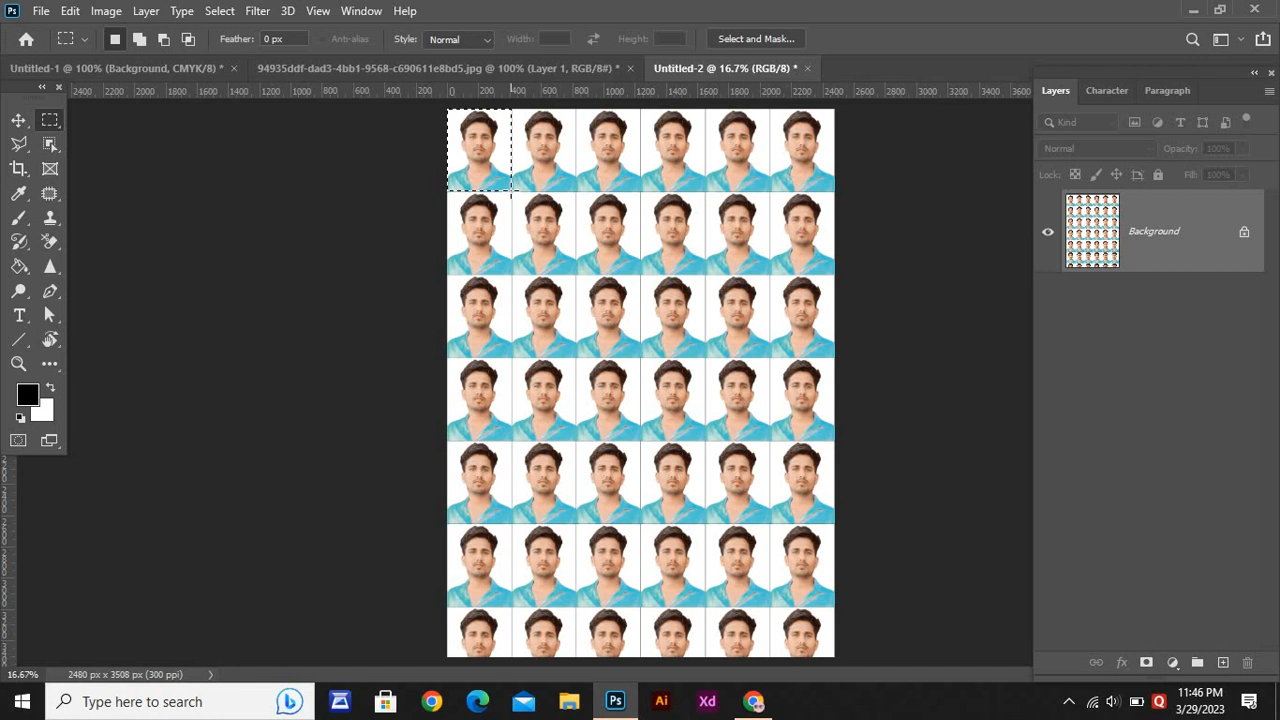 Ps File Edit Image Layer Type Select Filter 3D View Window Help
Feather: 0 px Anti-alias Style: Normal Width: Height: Select and Mask...
Untitled-1 @ 100% (Background, CMYK/8) * × 94935ddf-dad3-4bb1-9568-c690611e8bd5.jpg @ 100% (Layer 1, RGB/8#) * × Untitled-2 @ 16.7% (RGB/8) * ×
2400 2200 2000 1800 1600 1400 1200 1000 800 600 400 200 0 200 400 600 800 1000 1200 1400 1600 1800 2000 2200 2400 2600 2800 3000 3200 3400 3600
Layers Character Paragraph
Kind
Normal Opacity: 100%
Lock: Fill: 100%
Background
16.67% 2480 px x 3508 px (300 ppi)
Type here to search
Ps Ai Xd
11:46 PM
3/29/2023